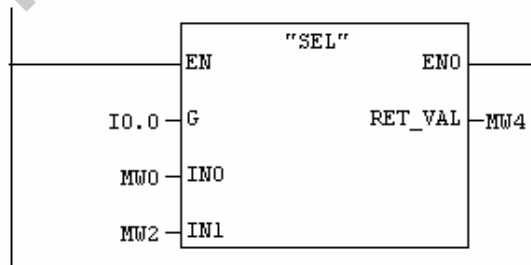 "SEL"
EN ENO
I0.0 G RET_VAL MW4
MW0 IN0
MW2 IN1